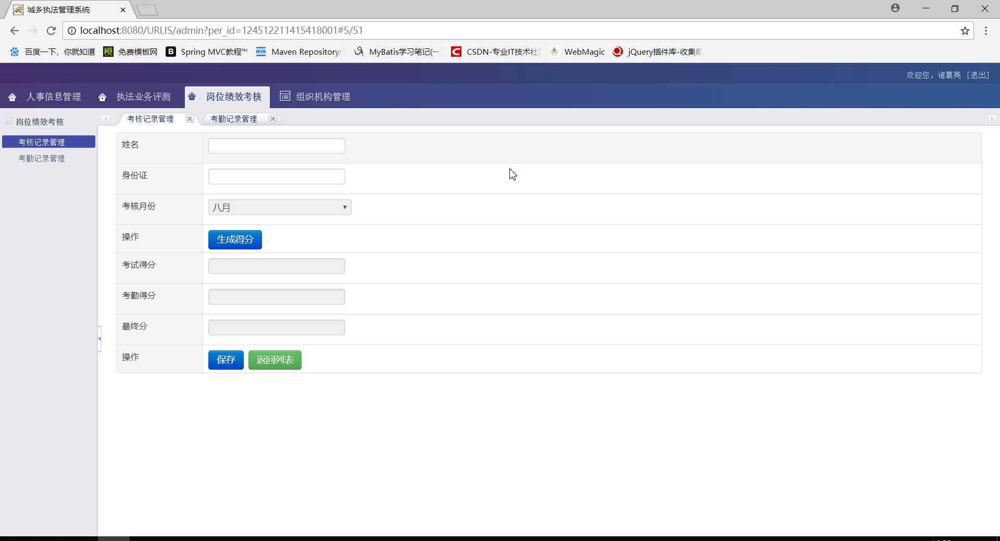 城乡执法管理系统
localhost:8080/URLIS/admin?per_id=124512211415418001#5/51
百度一下，你就知道 免费模板网 Spring MVC教程™ Maven Repository: MyBatis学习笔记(一 CSDN-专业IT技术社 WebMagic jQuery插件库-收集
欢迎您，诸葛亮 [退出]
人事信息管理 执法业务评测 岗位绩效考核 组织机构管理
岗位绩效考核
考核记录管理
考勤记录管理
考核记录管理 考勤记录管理
姓名
身份证
考核月份 八月
操作 生成得分
考试得分
考勤得分
最终分
操作 保存 返回列表